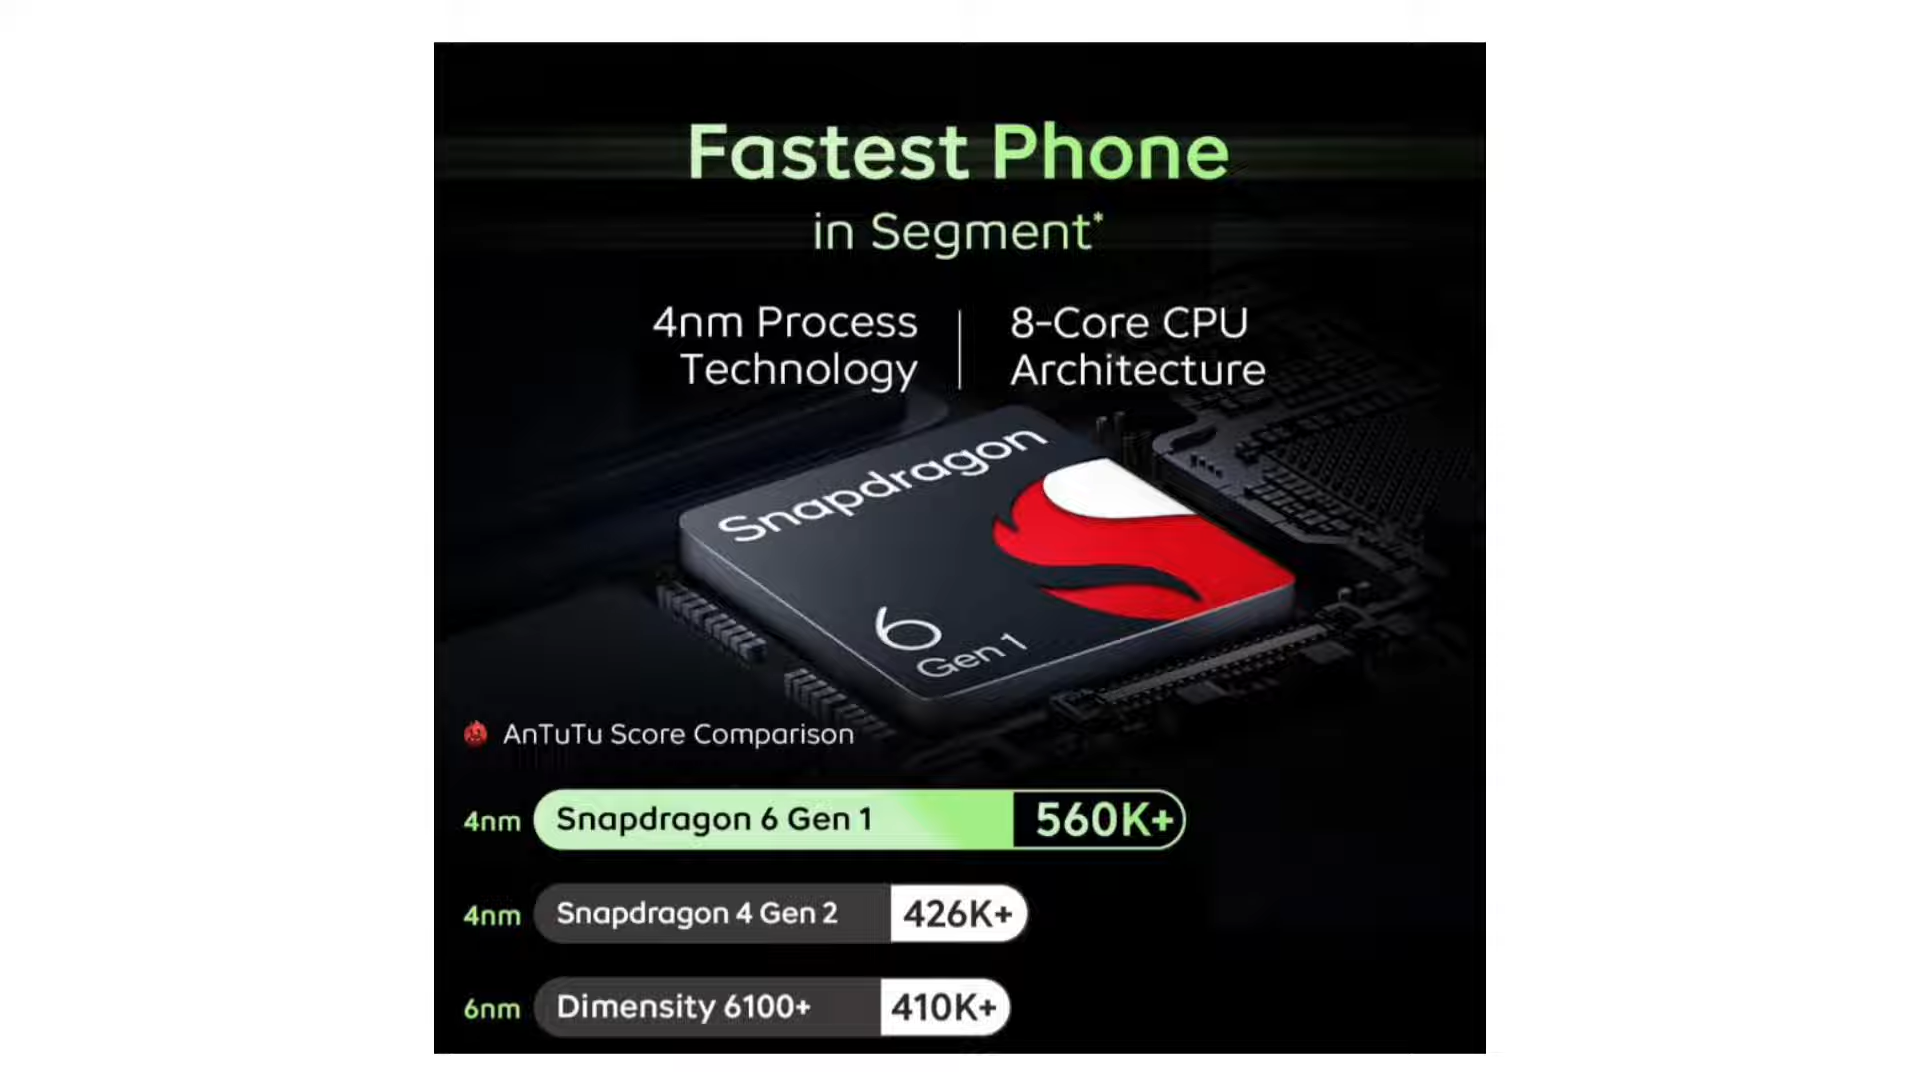 Fastest Phone
in Segment*
4nm Process
Technology
8-Core CPU
Architecture
Snapdragon
6
Gen 1
AnTuTu Score Comparison
4nm Snapdragon 6 Gen 1 560K+
4nm Snapdragon 4 Gen 2 426K+
6nm Dimensity 6100+ 410K+